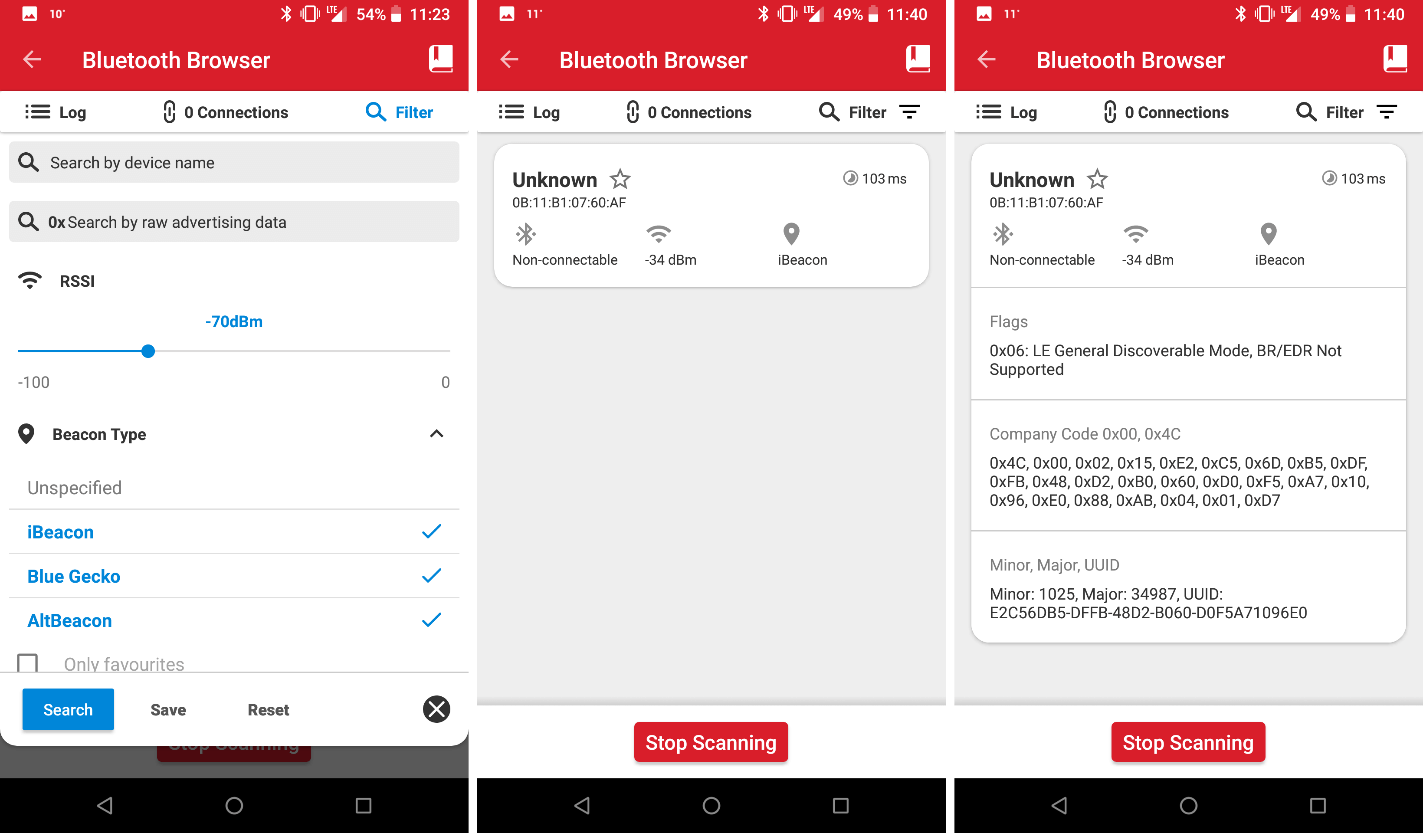 10°
LTE
54%
11:23
Bluetooth Browser
Log
0 Connections
Filter
Search by device name
0x Search by raw advertising data
RSSI
-70dBm
-100
0
Beacon Type
Unspecified
iBeacon
Blue Gecko
AltBeacon
Only favourites
Search
Save
Reset
Stop Scanning
11°
LTE
49%
11:40
Bluetooth Browser
Log
0 Connections
Filter
Unknown
103 ms
0B:11:B1:07:60:AF
Non-connectable
-34 dBm
iBeacon
Stop Scanning
11°
LTE
49%
11:40
Bluetooth Browser
Log
0 Connections
Filter
Unknown
103 ms
0B:11:B1:07:60:AF
Non-connectable
-34 dBm
iBeacon
Flags
0x06: LE General Discoverable Mode, BR/EDR Not
Supported
Company Code 0x00, 0x4C
0x4C, 0x00, 0x02, 0x15, 0xE2, 0xC5, 0x6D, 0xB5, 0xDF,
0xFB, 0x48, 0xD2, 0xB0, 0x60, 0xD0, 0xF5, 0xA7, 0x10,
0x96, 0xE0, 0x88, 0xAB, 0x04, 0x01, 0xD7
Minor, Major, UUID
Minor: 1025, Major: 34987, UUID:
E2C56DB5-DFFB-48D2-B060-D0F5A71096E0
Stop Scanning